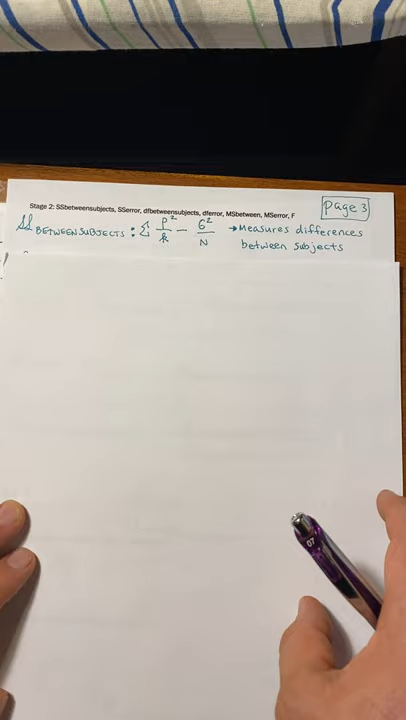 Stage 2: SSbetweensubjects, SSerror, dfbetweensubjects, dferror, MSbetween, MSerror, F
Page 3
SS BETWEEN SUBJECTS : Σ P²/k − G²/N → Measures differences
between subjects
07